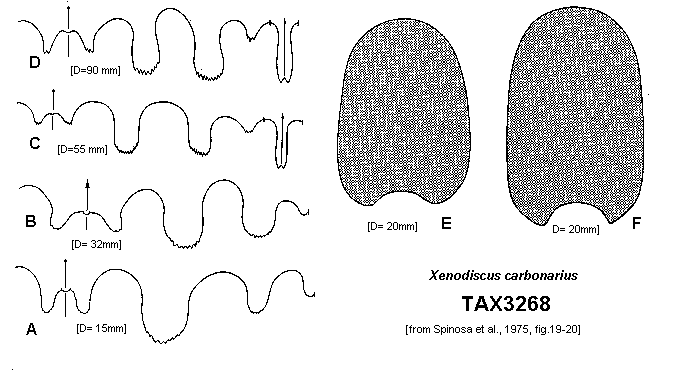 D
[D=90 mm]
C
[D=55 mm]
B
[D= 32mm]
A
[D= 15mm]
[D= 20mm]
E
D= 20mm]
F
Xenodiscus carbonarius
TAX3268
[from Spinosa et al., 1975, fig.19-20]